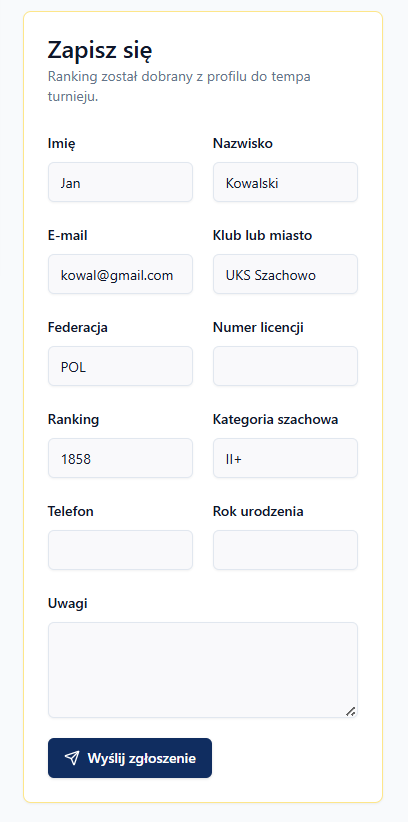 Zapisz się
Ranking został dobrany z profilu do tempa
turnieju.
Imię
Nazwisko
Jan
Kowalski
E-mail
Klub lub miasto
kowal@gmail.com
UKS Szachowo
Federacja
Numer licencji
POL
Ranking
Kategoria szachowa
1858
II+
Telefon
Rok urodzenia
Uwagi
Wyślij zgłoszenie